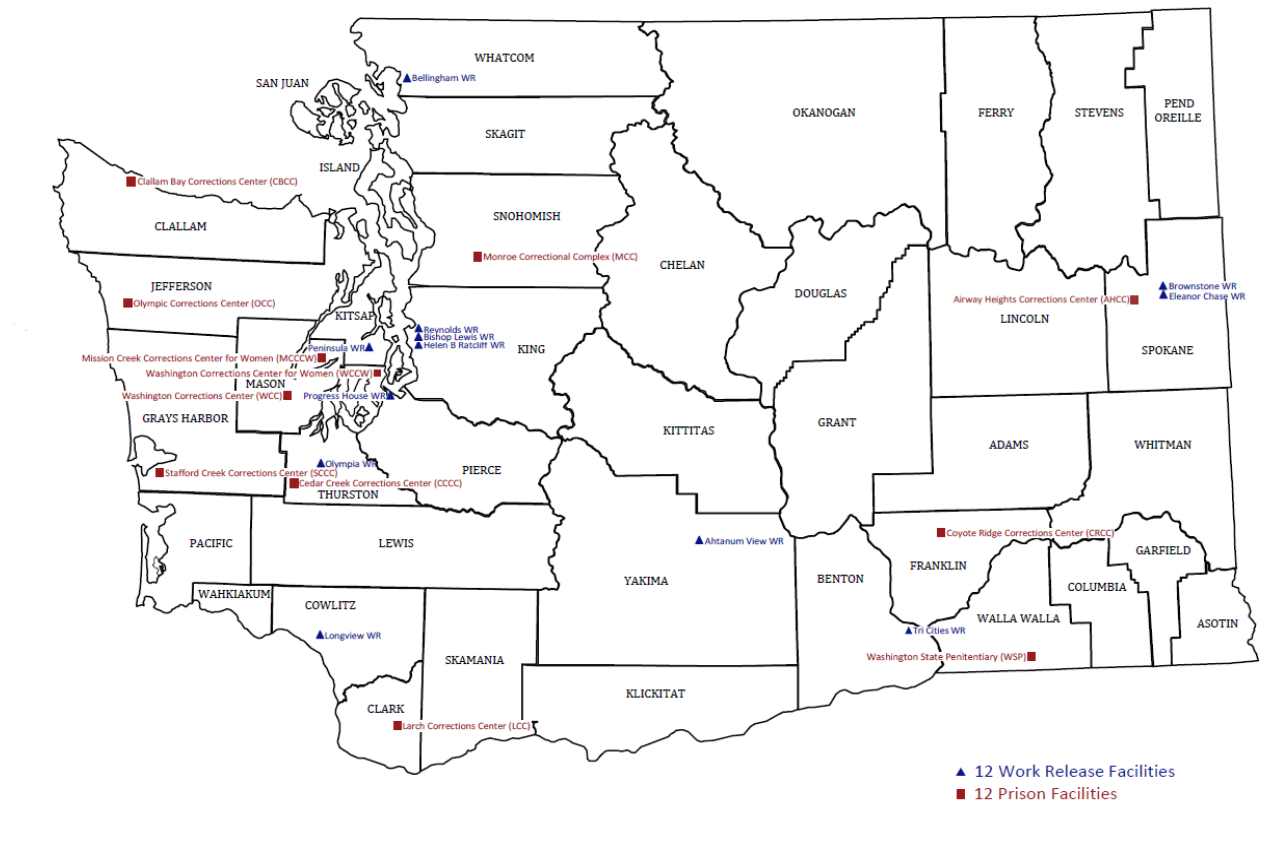 WHATCOM
Bellingham WR
SAN JUAN
OKANOGAN
FERRY
STEVENS
PEND
OREILLE
SKAGIT
ISLAND
Clallam Bay Corrections Center (CBCC)
CLALLAM
SNOHOMISH
Monroe Correctional Complex (MCC)
CHELAN
JEFFERSON
Olympic Corrections Center (OCC)
DOUGLAS
Airway Heights Corrections Center (AHCC)
Brownstone WR
Eleanor Chase WR
LINCOLN
KITSAP
Reynolds WR
Bishop Lewis WR
Helen B Ratcliff WR
Peninsula WR
KING
SPOKANE
Mission Creek Corrections Center for Women (MCCCW)
Washington Corrections Center for Women (WCCW)
MASON
Washington Corrections Center (WCC)
Progress House WR
GRAYS HARBOR
KITTITAS
GRANT
ADAMS
WHITMAN
Olympia WR
Stafford Creek Corrections Center (SCCC)
PIERCE
Cedar Creek Corrections Center (CCCC)
THURSTON
PACIFIC
LEWIS
Ahtanum View WR
Coyote Ridge Corrections Center (CRCC)
GARFIELD
FRANKLIN
YAKIMA
BENTON
COLUMBIA
WAHKIAKUM
COWLITZ
WALLA WALLA
ASOTIN
Longview WR
Tri Cities WR
SKAMANIA
Washington State Penitentiary (WSP)
KLICKITAT
CLARK
Larch Corrections Center (LCC)
12 Work Release Facilities
12 Prison Facilities